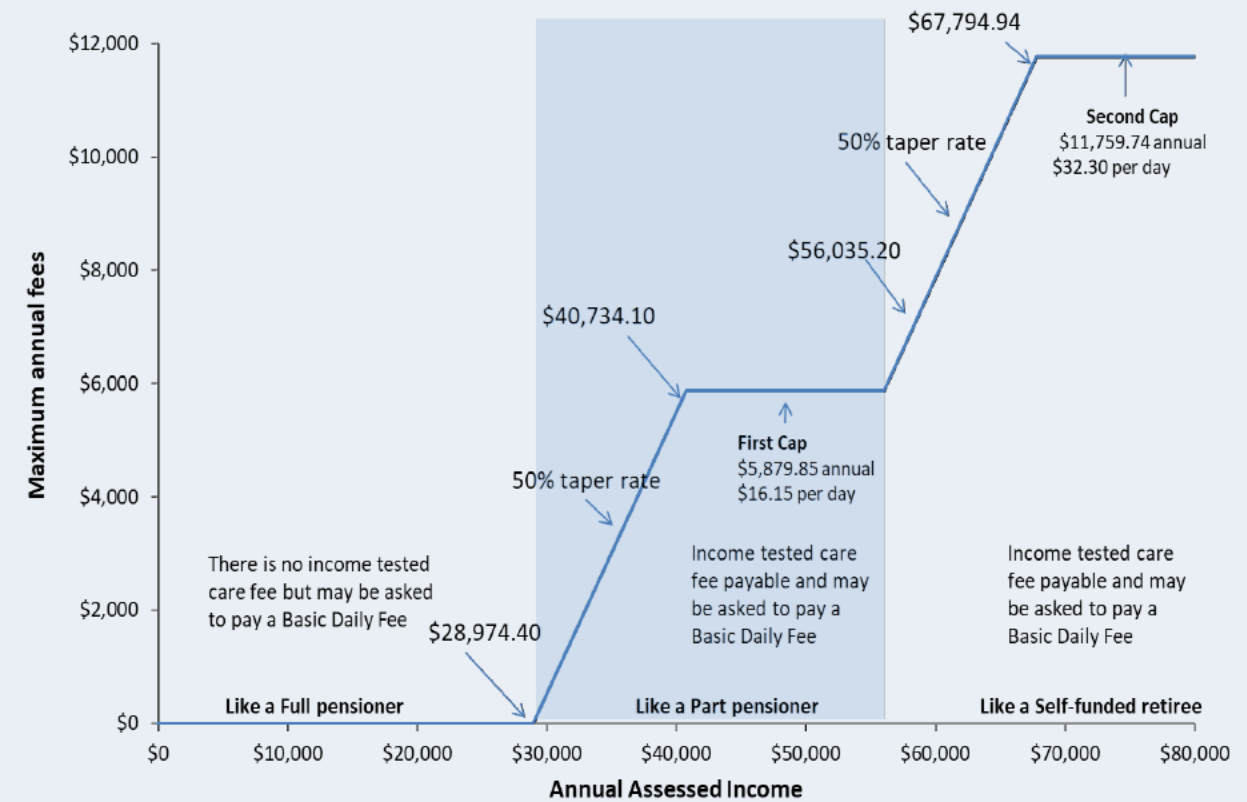 $67,794.94
$12,000
Second Cap
$11,759.74 annual
$32.30 per day
50% taper rate
$10,000
$56,035.20
$8,000
$40,734.10
Maximum annual fees
$6,000
First Cap
$5,879.85 annual
$16.15 per day
50% taper rate
$4,000
There is no income tested
care fee but may be asked
to pay a Basic Daily Fee
Income tested care
fee payable and may
be asked to pay a
Basic Daily Fee
Income tested care
fee payable and may
be asked to pay a
Basic Daily Fee
$2,000
$28,974.40
Like a Full pensioner
Like a Part pensioner
Like a Self-funded retiree
$0
$0
$10,000
$20,000
$30,000
$40,000
$50,000
$60,000
$70,000
$80,000
Annual Assessed Income